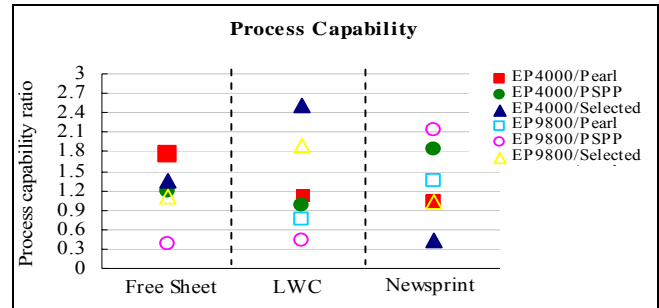 Process Capability
Process capability ratio
3
2.7
2.4
2.1
1.8
1.5
1.2
0.9
0.6
0.3
0
Free Sheet
LWC
Newsprint
EP4000/Pearl
EP4000/PSPP
EP4000/Selected
EP9800/Pearl
EP9800/PSPP
EP9800/Selected